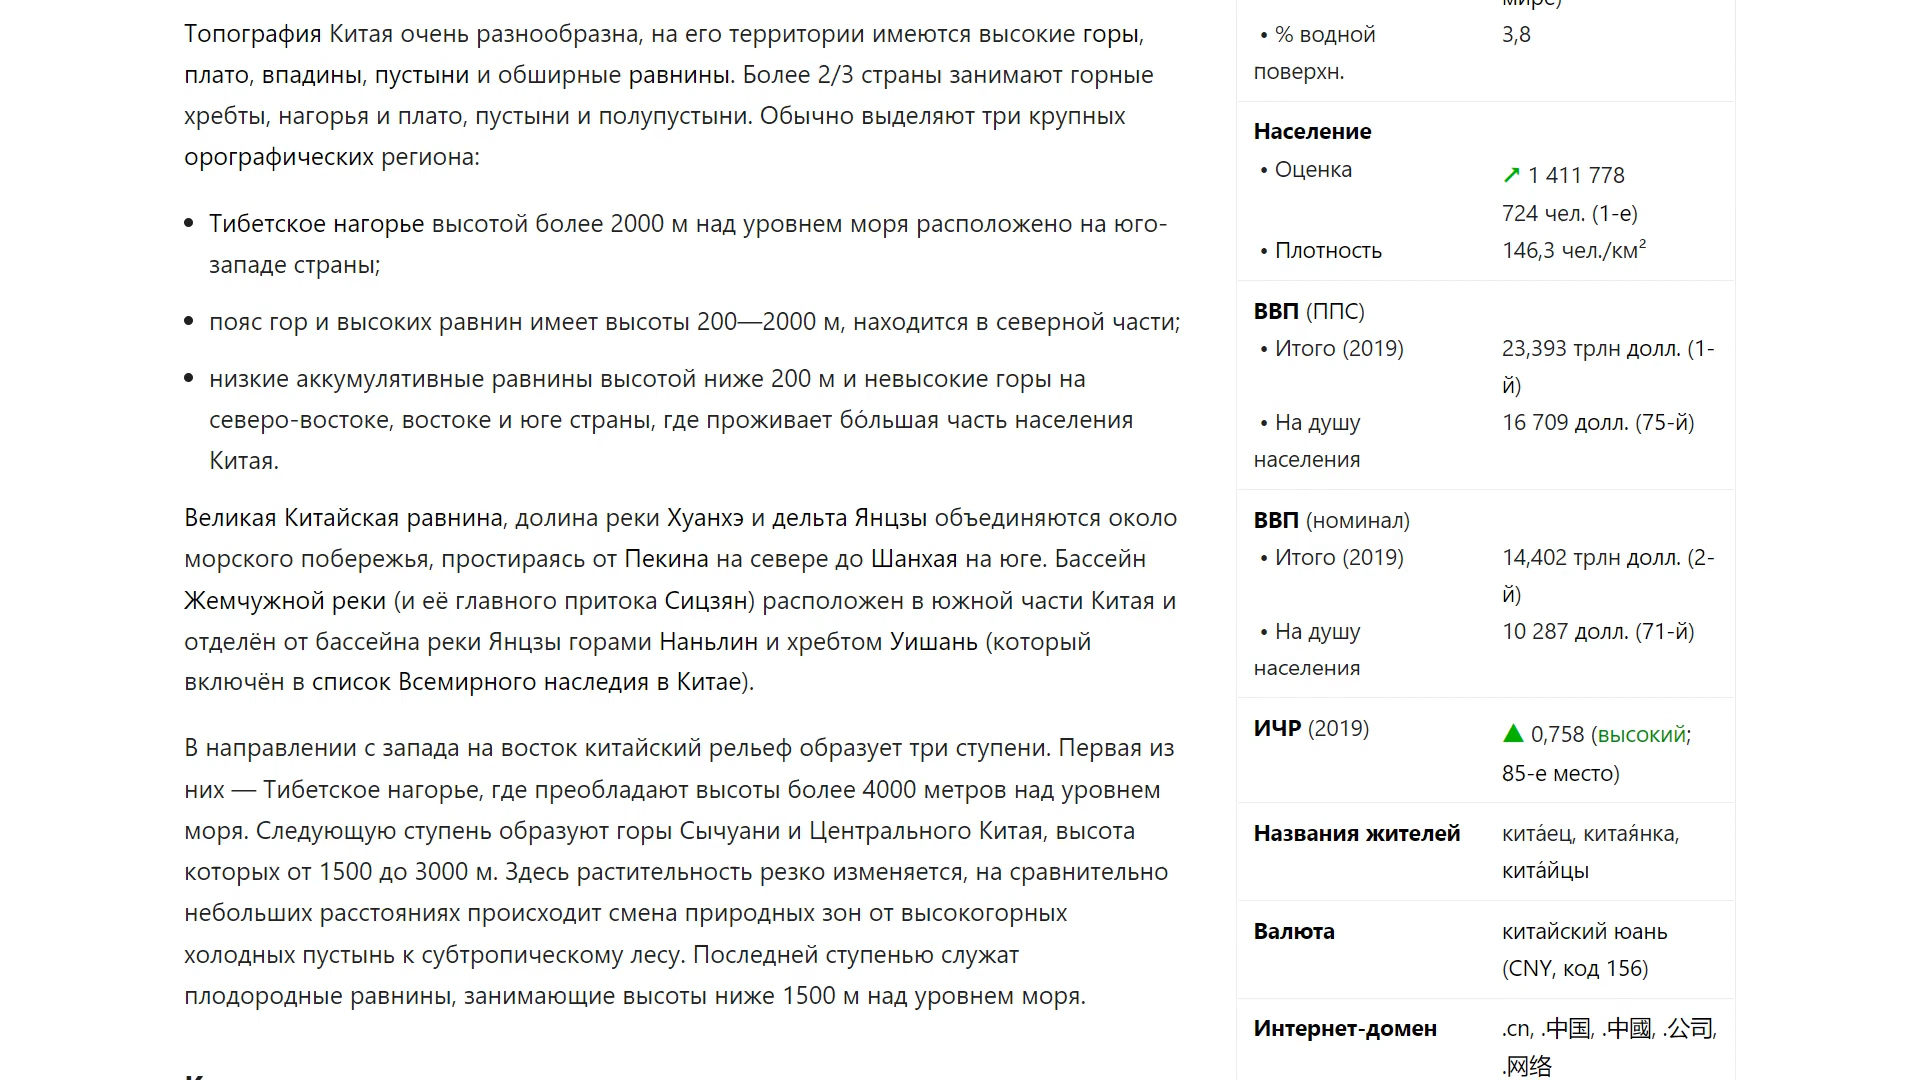 Топография Китая очень разнообразна, на его территории имеются высокие горы,
плато, впадины, пустыни и обширные равнины. Более 2/3 страны занимают горные
хребты, нагорья и плато, пустыни и полупустыни. Обычно выделяют три крупных
орографических региона:
• Тибетское нагорье высотой более 2000 м над уровнем моря расположено на юго-
западе страны;
• пояс гор и высоких равнин имеет высоты 200—2000 м, находится в северной части;
• низкие аккумулятивные равнины высотой ниже 200 м и невысокие горы на
северо-востоке, востоке и юге страны, где проживает бо́льшая часть населения
Китая.
Великая Китайская равнина, долина реки Хуанхэ и дельта Янцзы объединяются около
морского побережья, простираясь от Пекина на севере до Шанхая на юге. Бассейн
Жемчужной реки (и её главного притока Сицзян) расположен в южной части Китая и
отделён от бассейна реки Янцзы горами Наньлин и хребтом Уишань (который
включён в список Всемирного наследия в Китае).
В направлении с запада на восток китайский рельеф образует три ступени. Первая из
них — Тибетское нагорье, где преобладают высоты более 4000 метров над уровнем
моря. Следующую ступень образуют горы Сычуани и Центрального Китая, высота
которых от 1500 до 3000 м. Здесь растительность резко изменяется, на сравнительно
небольших расстояниях происходит смена природных зон от высокогорных
холодных пустынь к субтропическому лесу. Последней ступенью служат
плодородные равнины, занимающие высоты ниже 1500 м над уровнем моря.
мире)
• % водной 3,8
поверхн.
Население
• Оценка ➚ 1 411 778
724 чел. (1-е)
• Плотность 146,3 чел./км²
ВВП (ППС)
• Итого (2019) 23,393 трлн долл. (1-
й)
• На душу 16 709 долл. (75-й)
населения
ВВП (номинал)
• Итого (2019) 14,402 трлн долл. (2-
й)
• На душу 10 287 долл. (71-й)
населения
ИЧР (2019) ▲ 0,758 (высокий;
85-е место)
Названия жителей кита́ец, китая́нка,
кита́йцы
Валюта китайский юань
(CNY, код 156)
Интернет-домен .cn, .中国, .中國, .公司,
.网络